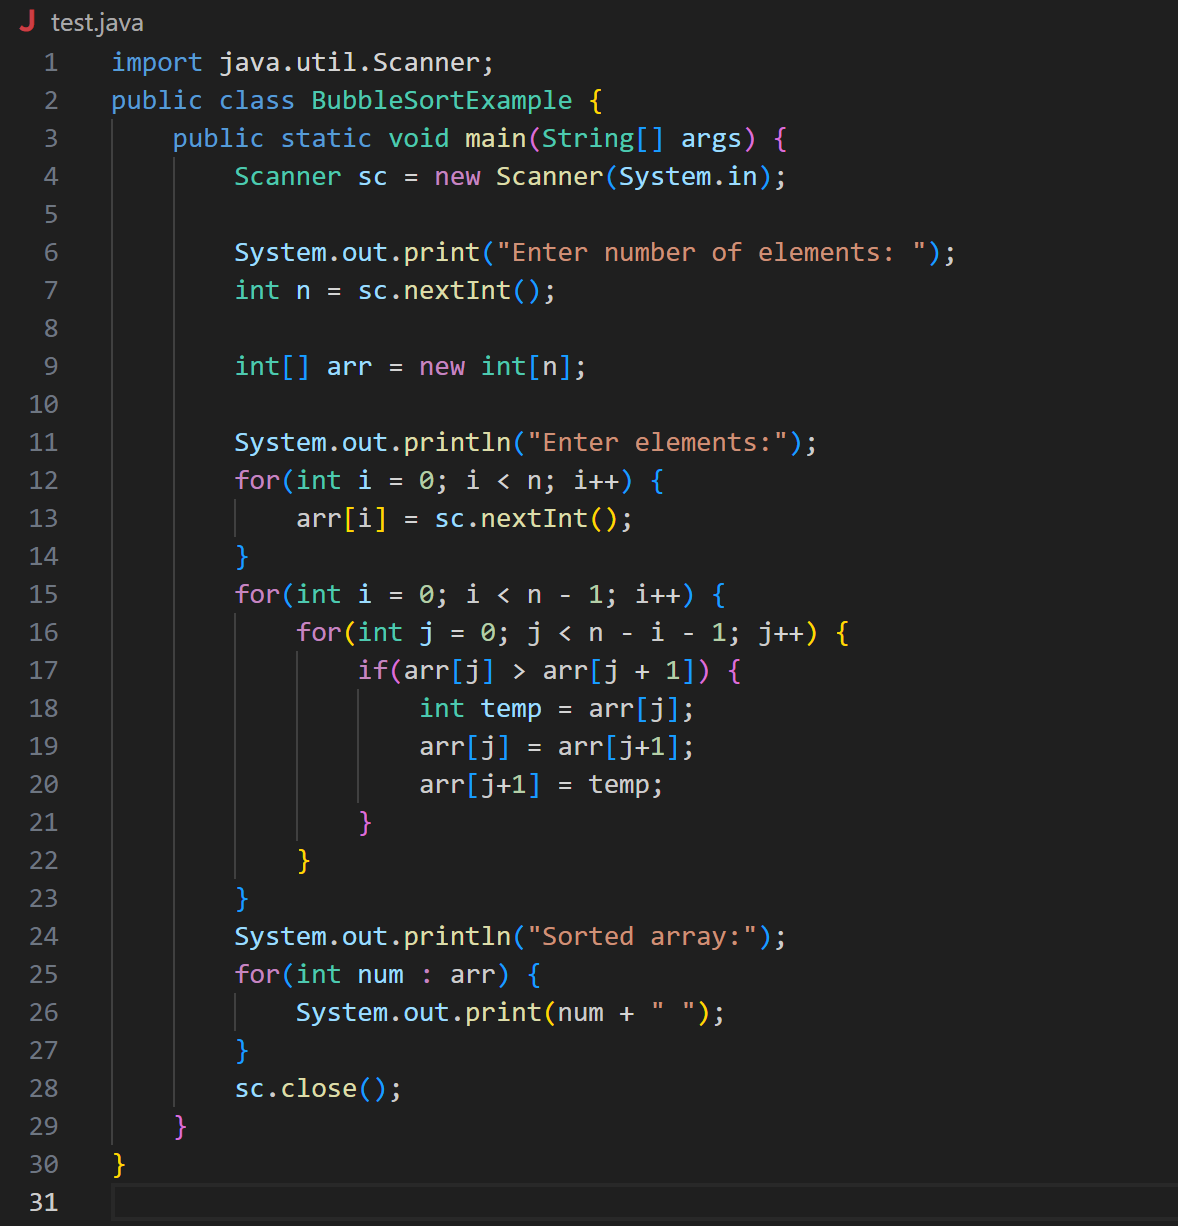 test.java
1 import java.util.Scanner;
2 public class BubbleSortExample {
3     public static void main(String[] args) {
4         Scanner sc = new Scanner(System.in);
5
6         System.out.print("Enter number of elements: ");
7         int n = sc.nextInt();
8
9         int[] arr = new int[n];
10
11         System.out.println("Enter elements:");
12         for(int i = 0; i < n; i++) {
13             arr[i] = sc.nextInt();
14         }
15         for(int i = 0; i < n - 1; i++) {
16             for(int j = 0; j < n - i - 1; j++) {
17                 if(arr[j] > arr[j + 1]) {
18                     int temp = arr[j];
19                     arr[j] = arr[j+1];
20                     arr[j+1] = temp;
21                 }
22             }
23         }
24         System.out.println("Sorted array:");
25         for(int num : arr) {
26             System.out.print(num + " ");
27         }
28         sc.close();
29     }
30 }
31